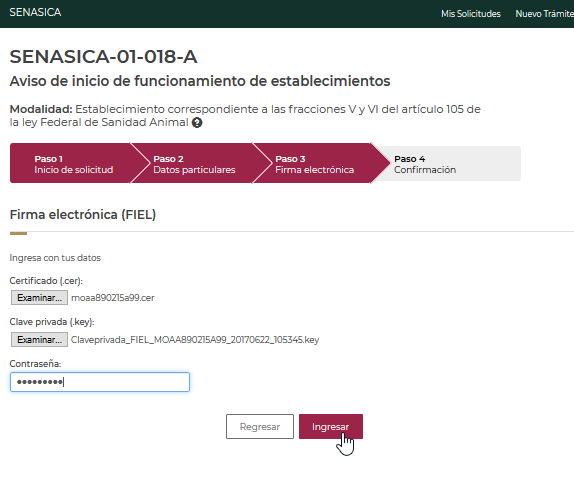 SENASICA
Mis Solicitudes
Nuevo Trámite
SENASICA-01-018-A
Aviso de inicio de funcionamiento de establecimientos
Modalidad: Establecimiento correspondiente a las fracciones V y VI del artículo 105 de
la ley Federal de Sanidad Animal ?
Paso 1
Inicio de solicitud
Paso 2
Datos particulares
Paso 3
Firma electrónica
Paso 4
Confirmación
Firma electrónica (FIEL)
Ingresa con tus datos
Certificado (.cer):
Examinar... moaa890215a99.cer
Clave privada (.key):
Examinar... Claveprivada_FIEL_MOAA890215A99_20170622_105345.key
Contraseña:
●●●●●●●●●
Regresar
Ingresar